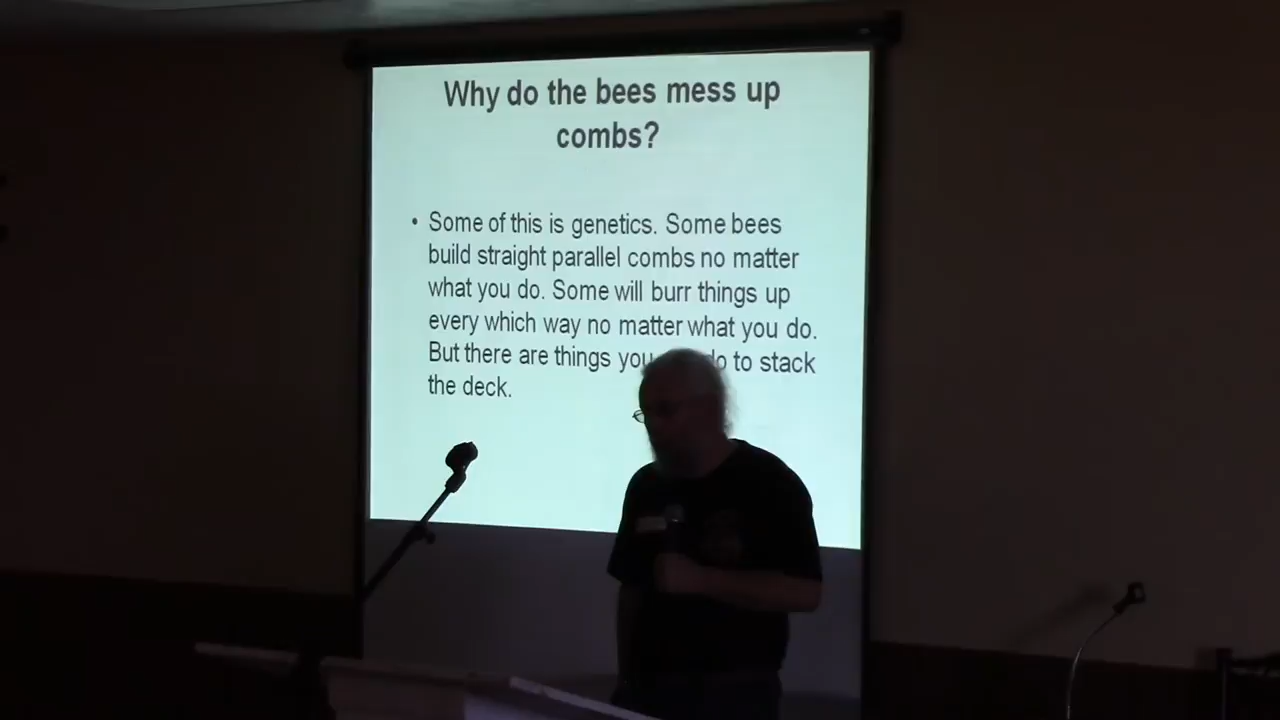 Why do the bees mess up
combs?
• Some of this is genetics. Some bees
build straight parallel combs no matter
what you do. Some will burr things up
every which way no matter what you do.
But there are things you do to stack
the deck.